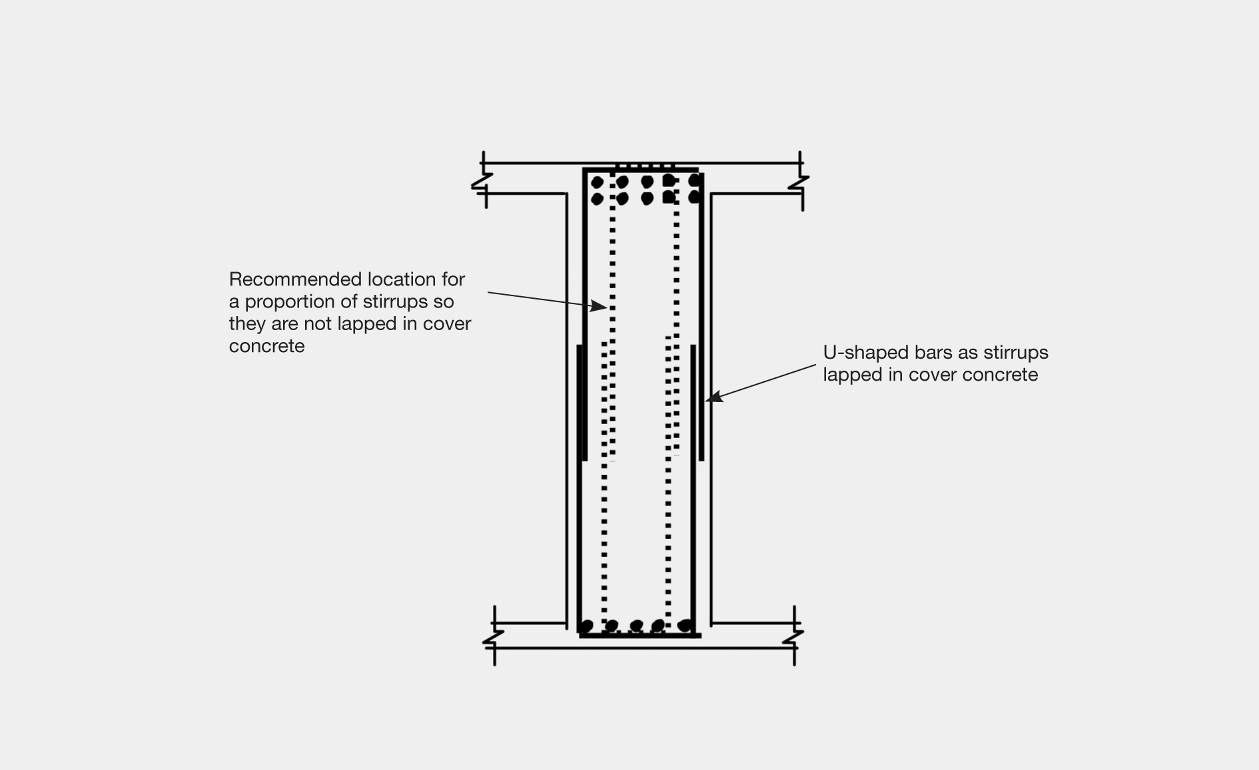 Recommended location for
a proportion of stirrups so
they are not lapped in cover
concrete
U-shaped bars as stirrups
lapped in cover concrete